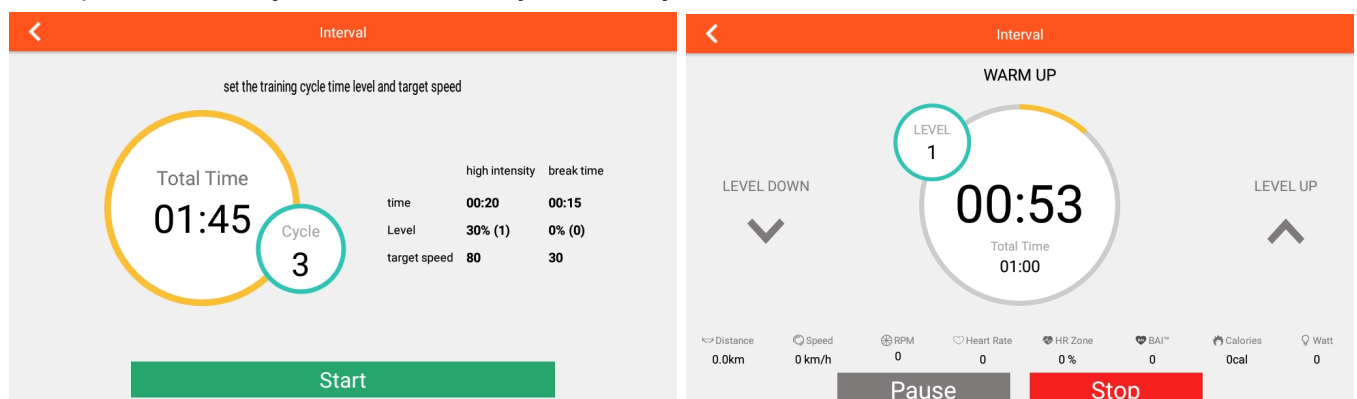 Interval
set the training cycle time level and target speed
Total Time
01:45
Cycle
3
high intensity break time
time 00:20 00:15
Level 30% (1) 0% (0)
target speed 80 30
Start
Interval
WARM UP
LEVEL
1
LEVEL DOWN
00:53
Total Time
01:00
LEVEL UP
Distance Speed RPM Heart Rate HR Zone BAI™ Calories Watt
0.0km 0 km/h 0 0 0 % 0 0cal 0
Pause Stop